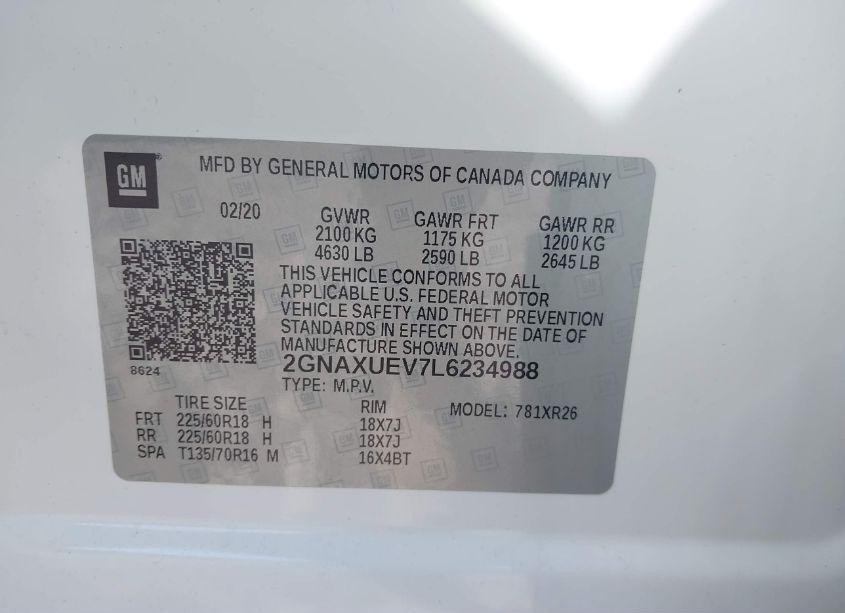 GM
MFD BY GENERAL MOTORS OF CANADA COMPANY
02/20
GVWR
2100 KG
4630 LB
GAWR FRT
1175 KG
2590 LB
GAWR RR
1200 KG
2645 LB
THIS VEHICLE CONFORMS TO ALL
APPLICABLE U.S. FEDERAL MOTOR
VEHICLE SAFETY AND THEFT PREVENTION
STANDARDS IN EFFECT ON THE DATE OF
MANUFACTURE SHOWN ABOVE.
8624
2GNAXUEV7L6234988
TYPE: M.P.V.
TIRE SIZE RIM MODEL: 781XR26
FRT 225/60R18 H 18X7J
RR 225/60R18 H 18X7J
SPA T135/70R16 M 16X4BT